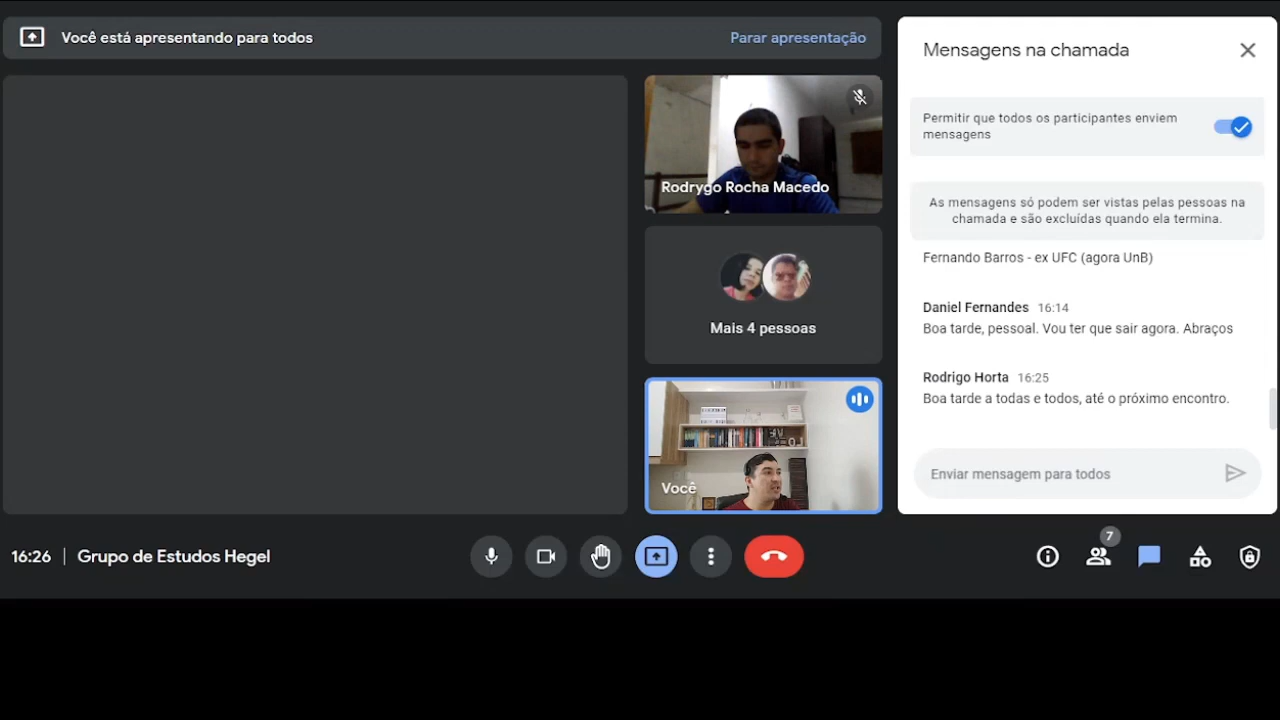 Você está apresentando para todos
Parar apresentação
Rodrygo Rocha Macedo
Mais 4 pessoas
Você
Mensagens na chamada
Permitir que todos os participantes enviem
mensagens
As mensagens só podem ser vistas pelas pessoas na
chamada e são excluídas quando ela termina.
Fernando Barros - ex UFC (agora UnB)
Daniel Fernandes 16:14
Boa tarde, pessoal. Vou ter que sair agora. Abraços
Rodrigo Horta 16:25
Boa tarde a todas e todos, até o próximo encontro.
Enviar mensagem para todos
16:26 | Grupo de Estudos Hegel
7